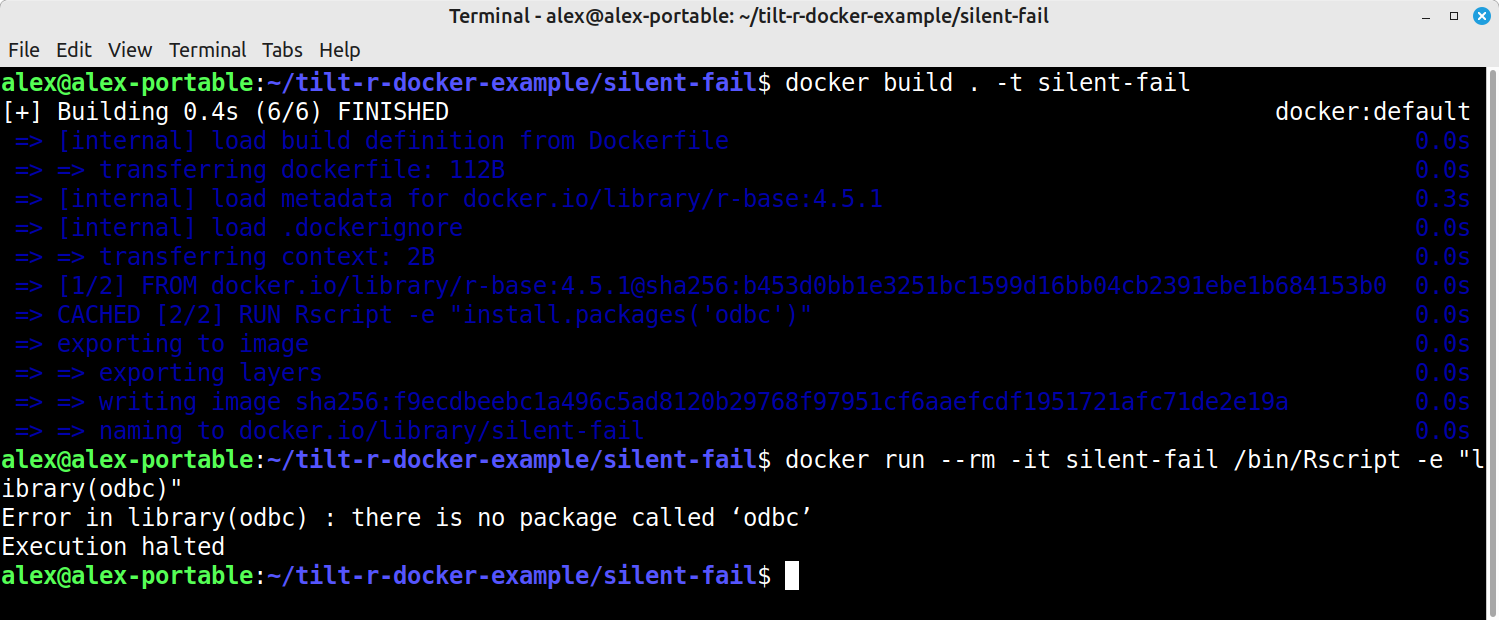 Terminal - alex@alex-portable: ~/tilt-r-docker-example/silent-fail
File Edit View Terminal Tabs Help
alex@alex-portable:~/tilt-r-docker-example/silent-fail$ docker build . -t silent-fail
[+] Building 0.4s (6/6) FINISHED docker:default
=> [internal] load build definition from Dockerfile 0.0s
=> => transferring dockerfile: 112B 0.0s
=> [internal] load metadata for docker.io/library/r-base:4.5.1 0.3s
=> [internal] load .dockerignore 0.0s
=> => transferring context: 2B 0.0s
=> [1/2] FROM docker.io/library/r-base:4.5.1@sha256:b453d0bb1e3251bc1599d16bb04cb2391ebe1b684153b0 0.0s
=> CACHED [2/2] RUN Rscript -e "install.packages('odbc')" 0.0s
=> exporting to image 0.0s
=> => exporting layers 0.0s
=> => writing image sha256:f9ecdbeebc1a496c5ad8120b29768f97951cf6aaefcdf1951721afc71de2e19a 0.0s
=> => naming to docker.io/library/silent-fail 0.0s
alex@alex-portable:~/tilt-r-docker-example/silent-fail$ docker run --rm -it silent-fail /bin/Rscript -e "l
ibrary(odbc)"
Error in library(odbc) : there is no package called ‘odbc’
Execution halted
alex@alex-portable:~/tilt-r-docker-example/silent-fail$